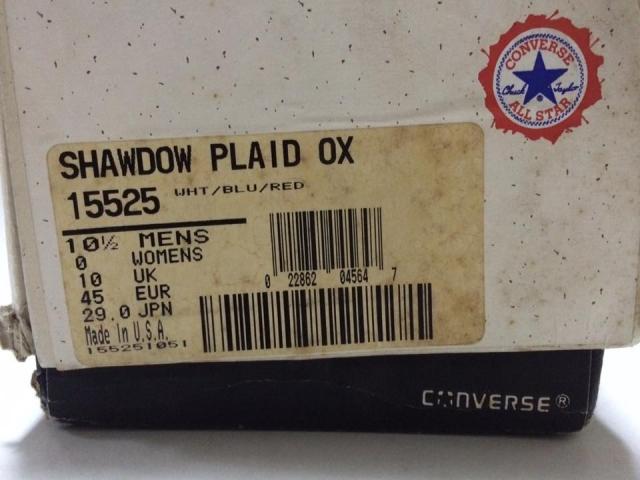 CONVERSE
Chuck Taylor
ALL STAR
SHAWDOW PLAID OX
15525 WHT/BLU/RED
10½ MENS
0 WOMENS
10 UK
45 EUR
29.0 JPN
Made In U.S.A.
155251051
0 22862 04564 7
CONVERSE®